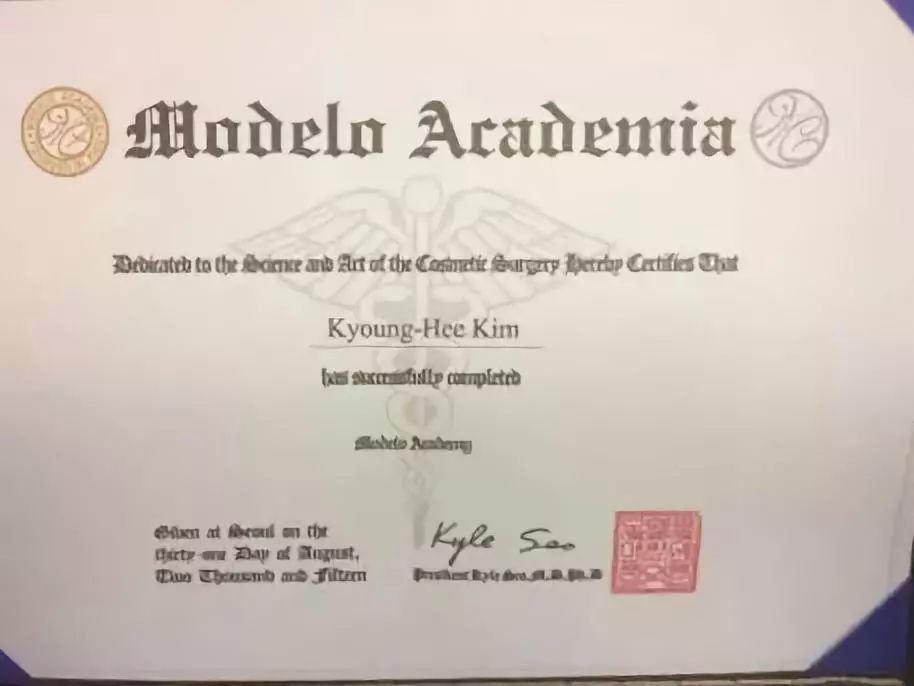 Modelo Academia
Dedicated to the Science and Art of the Cosmetic Surgery Hereby Certifies That
Kyoung-Hee Kim
has successfully completed
Modelo Academy
Given at Seoul on the
thirty-one Day of August,
Two Thousand and Fifteen
Kyle Seo
President Kyle Seo, M.D. Ph.D